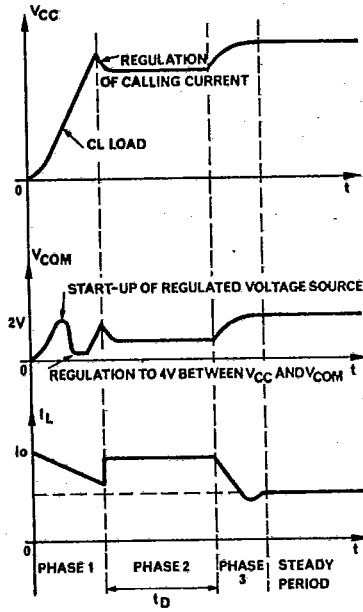 VCC
REGULATION
OF CALLING CURRENT
CL LOAD
0
t
VCOM
START-UP OF REGULATED VOLTAGE SOURCE
2V
0
t
REGULATION TO 4V BETWEEN VCC AND VCOM
IL
Io
0
t
PHASE 1
PHASE 2
PHASE
3
STEADY
PERIOD
tD